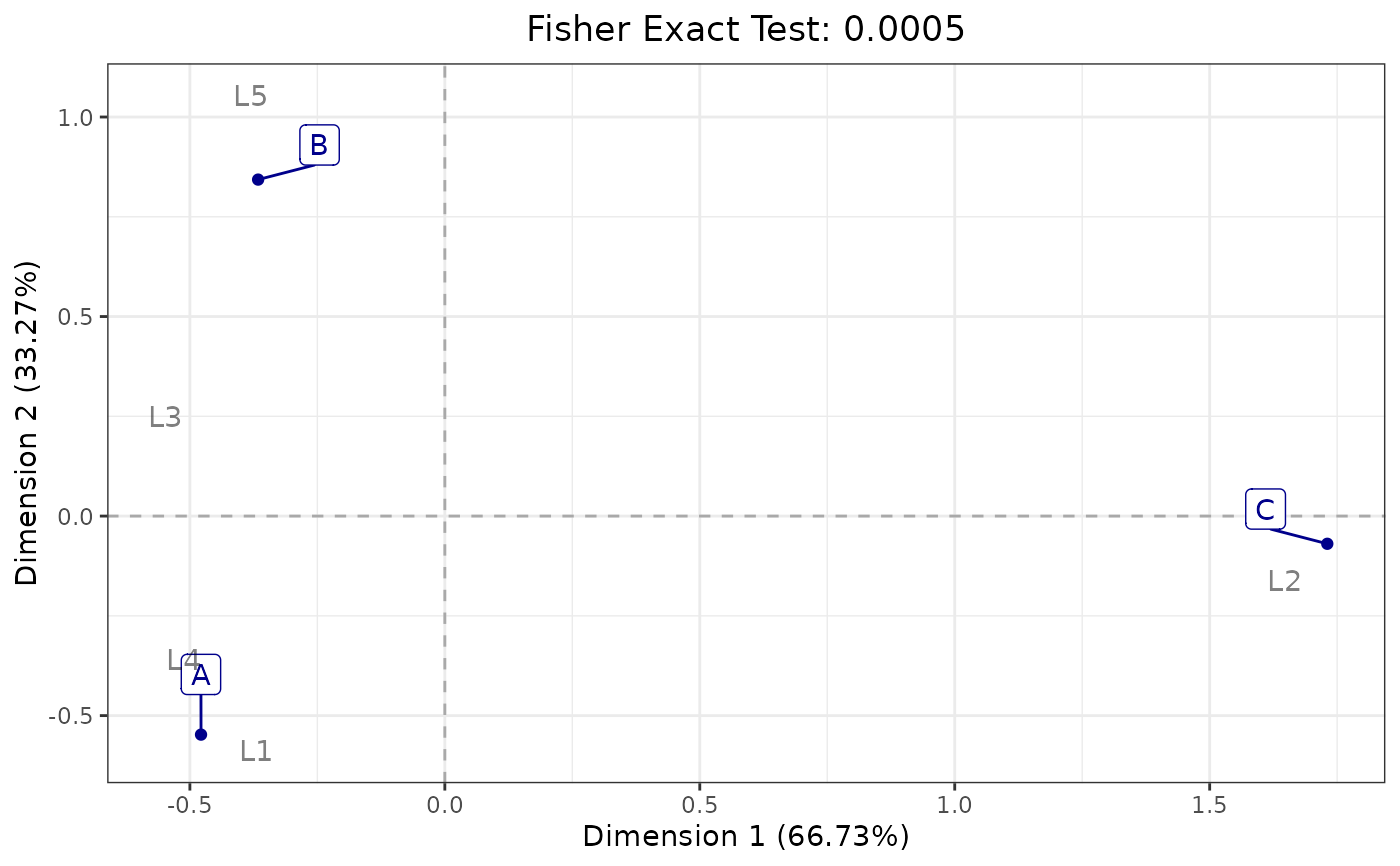 Fisher Exact Test: 0.0005
L5
B
1.0
0.5
L3
0.0
C
L2
L4
A
-0.5
L1
-0.5 0.0 0.5 1.0 1.5
Dimension 1 (66.73%)
Dimension 2 (33.27%)